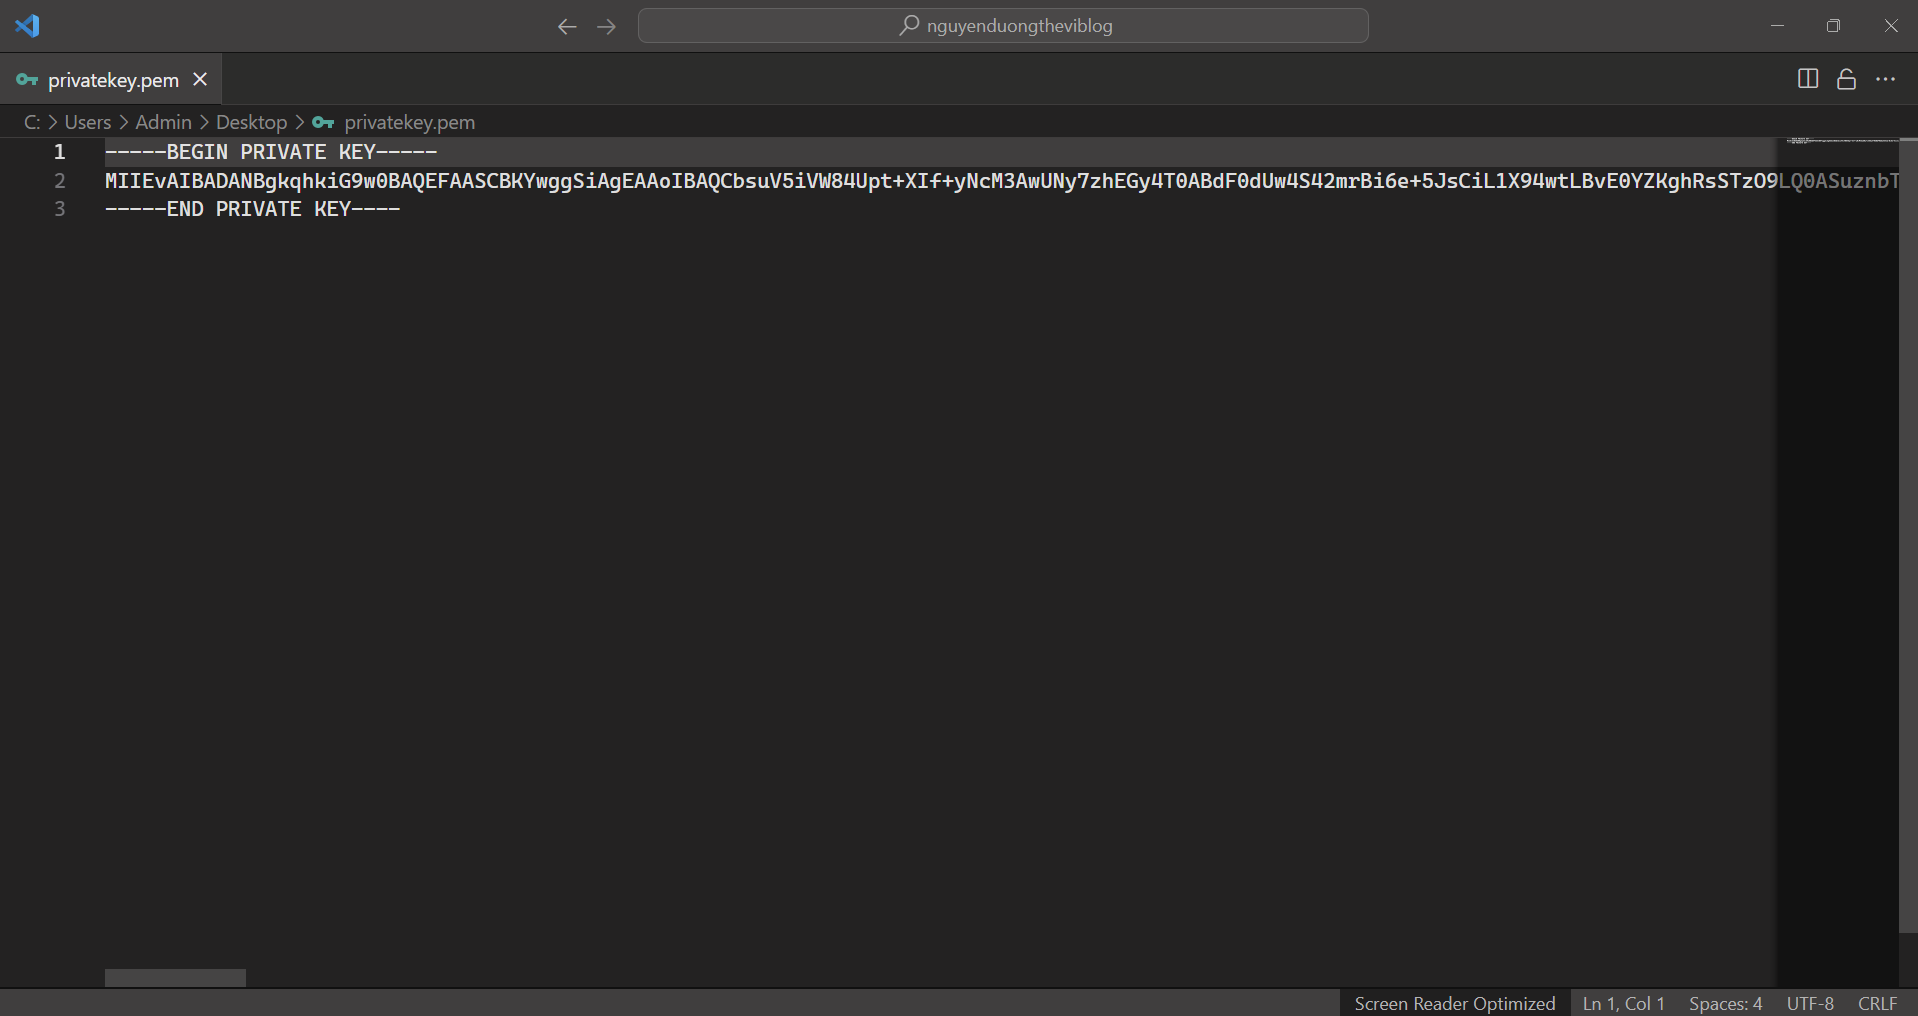 nguyenduongtheviblog
privatekey.pem
C: > Users > Admin > Desktop > privatekey.pem
1 -----BEGIN PRIVATE KEY-----
2 MIIEvAIBADANBgkqhkiG9w0BAQEFAASCBKYwggSiAgEAAoIBAQCbsuV5iVW84Upt+XIf+yNcM3AwUNy7zhEGy4T0ABdF0dUw4S42mrBi6e+5JsCiL1X94wtLBvE0YZKghRsSTzO9LQ0ASuznbT
3 -----END PRIVATE KEY----
Screen Reader Optimized Ln 1, Col 1 Spaces: 4 UTF-8 CRLF